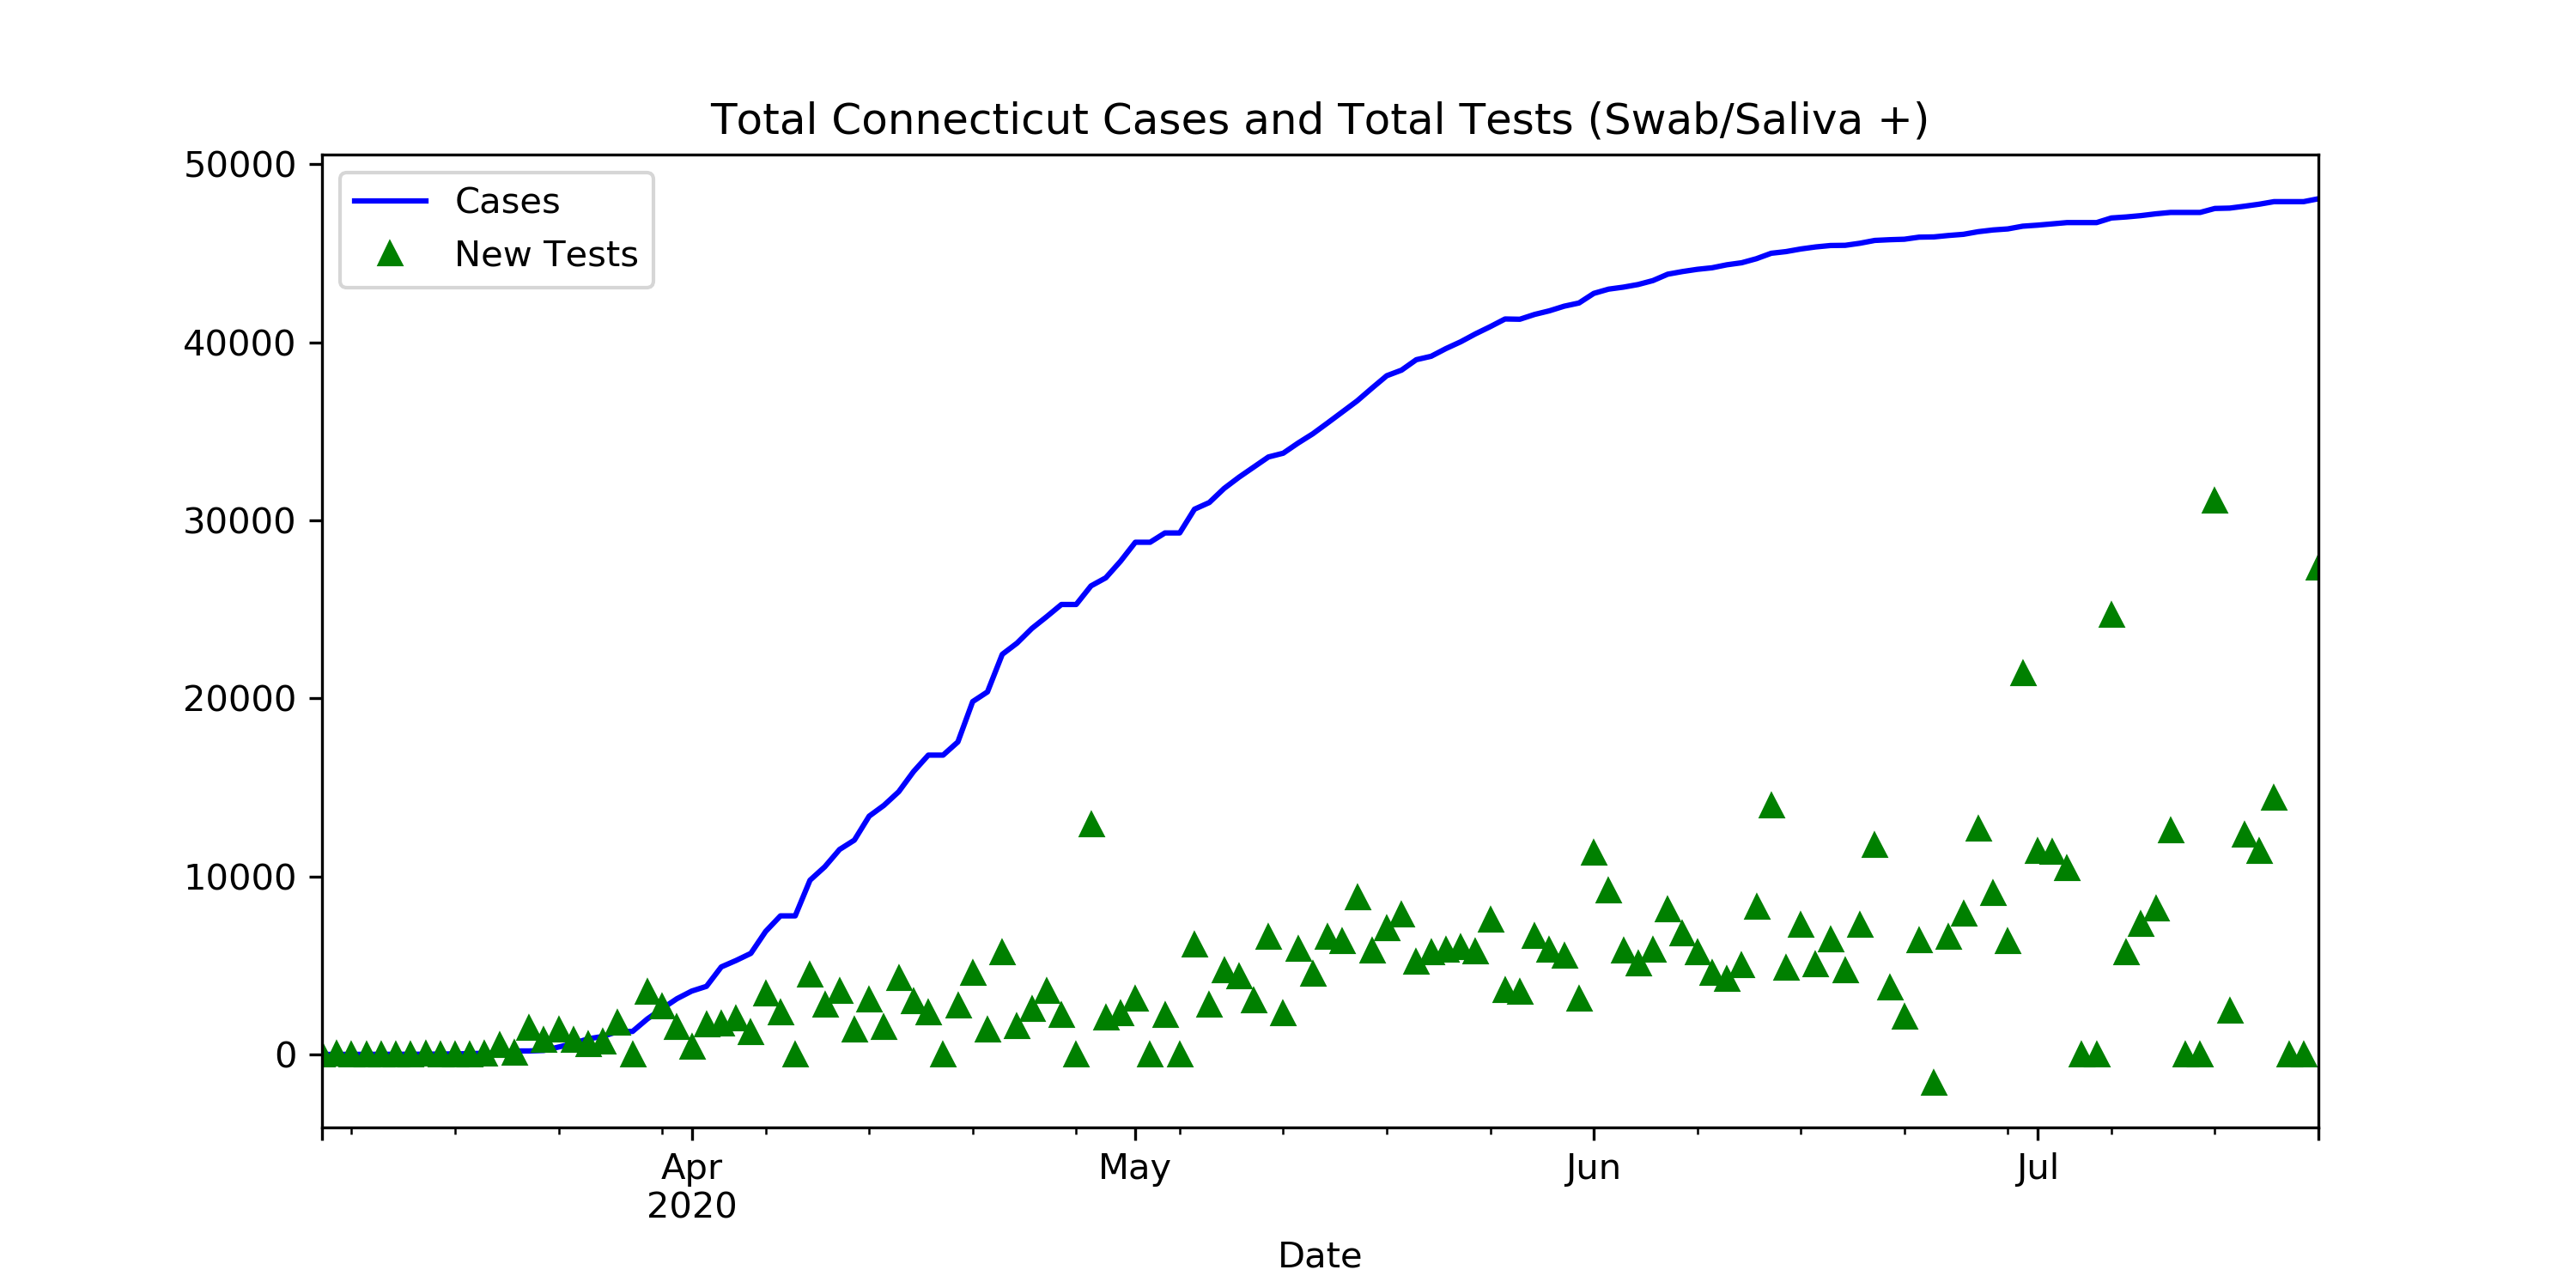 Total Connecticut Cases and Total Tests (Swab/Saliva +)
50000
Cases
New Tests
40000
30000
20000
10000
0
Apr
2020
May
Jun
Jul
Date